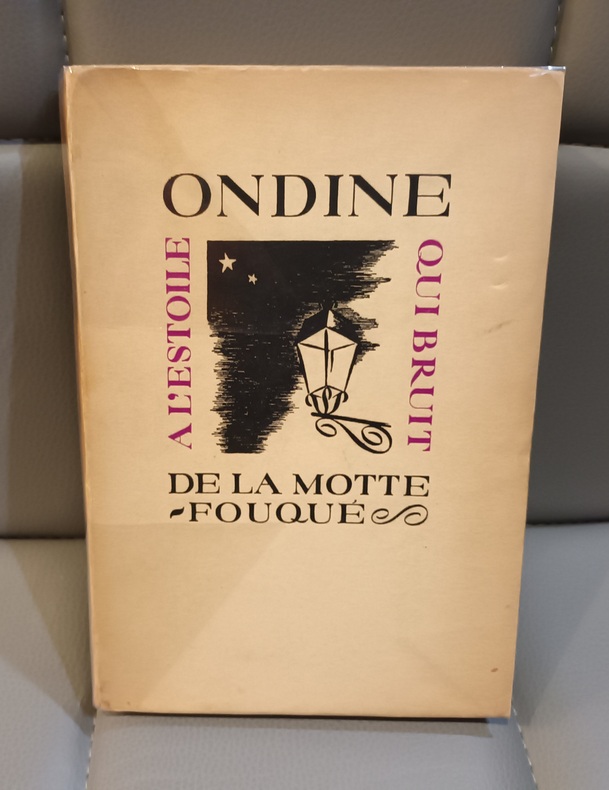 ONDINE
A L'ESTOILE
QUI BRUIT
DE LA MOTTE
~FOUQUÉ